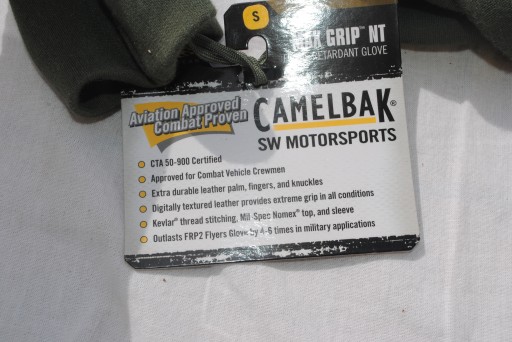 S
GRIP™ NT
RETARDANT GLOVE
Aviation Approved
Combat Proven
CAMELBAK®
SW MOTORSPORTS
CTA 50-900 Certified
Approved for Combat Vehicle Crewmen
Extra durable leather palm, fingers, and knuckles
Digitally textured leather provides extreme grip in all conditions
Kevlar® thread stitching, Mil-Spec Nomex® top, and sleeve
Outlasts FRP2 Flyers Glove by 4-6 times in military applications